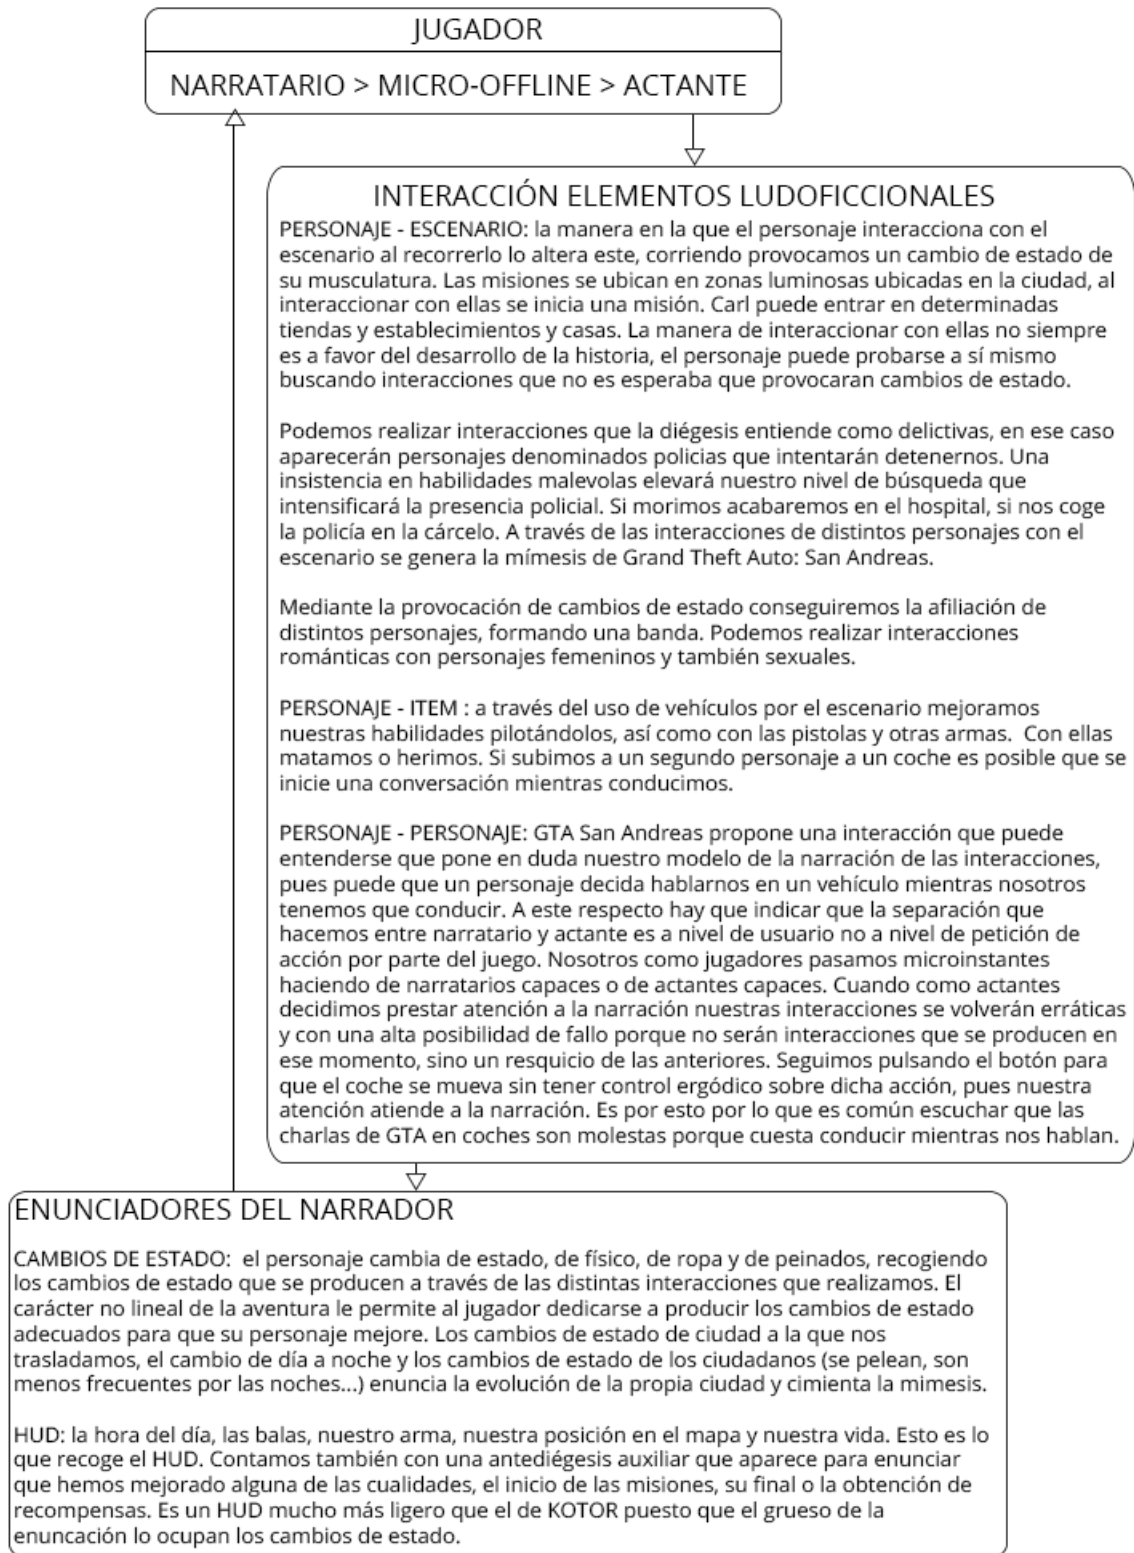 JUGADOR
NARRATARIO > MICRO-OFFLINE > ACTANTE
INTERACCIÓN ELEMENTOS LUDOFICCIONALES
PERSONAJE - ESCENARIO: la manera en la que el personaje interacciona con el
escenario al recorrerlo lo altera este, corriendo provocamos un cambio de estado de
su musculatura. Las misiones se ubican en zonas luminosas ubicadas en la ciudad, al
interaccionar con ellas se inicia una misión. Carl puede entrar en determinadas
tiendas y establecimientos y casas. La manera de interaccionar con ellas no siempre
es a favor del desarrollo de la historia, el personaje puede probarse a sí mismo
buscando interacciones que no es esperaba que provocaran cambios de estado.
Podemos realizar interacciones que la diégesis entiende como delictivas, en ese caso
aparecerán personajes denominados policias que intentarán detenernos. Una
insistencia en habilidades malevolas elevará nuestro nivel de búsqueda que
intensificará la presencia policial. Si morimos acabaremos en el hospital, si nos coge
la policía en la cárcelo. A través de las interacciones de distintos personajes con el
escenario se genera la mímesis de Grand Theft Auto: San Andreas.
Mediante la provocación de cambios de estado conseguiremos la afiliación de
distintos personajes, formando una banda. Podemos realizar interacciones
románticas con personajes femeninos y también sexuales.
PERSONAJE - ITEM : a través del uso de vehículos por el escenario mejoramos
nuestras habilidades pilotándolos, así como con las pistolas y otras armas.  Con ellas
matamos o herimos. Si subimos a un segundo personaje a un coche es posible que se
inicie una conversación mientras conducimos.
PERSONAJE - PERSONAJE: GTA San Andreas propone una interacción que puede
entenderse que pone en duda nuestro modelo de la narración de las interacciones,
pues puede que un personaje decida hablarnos en un vehículo mientras nosotros
tenemos que conducir. A este respecto hay que indicar que la separación que
hacemos entre narratario y actante es a nivel de usuario no a nivel de petición de
acción por parte del juego. Nosotros como jugadores pasamos microinstantes
haciendo de narratarios capaces o de actantes capaces. Cuando como actantes
decidimos prestar atención a la narración nuestras interacciones se volverán erráticas
y con una alta posibilidad de fallo porque no serán interacciones que se producen en
ese momento, sino un resquicio de las anteriores. Seguimos pulsando el botón para
que el coche se mueva sin tener control ergódico sobre dicha acción, pues nuestra
atención atiende a la narración. Es por esto por lo que es común escuchar que las
charlas de GTA en coches son molestas porque cuesta conducir mientras nos hablan.
ENUNCIADORES DEL NARRADOR
CAMBIOS DE ESTADO:  el personaje cambia de estado, de físico, de ropa y de peinados, recogiendo
los cambios de estado que se producen a través de las distintas interacciones que realizamos. El
carácter no lineal de la aventura le permite al jugador dedicarse a producir los cambios de estado
adecuados para que su personaje mejore. Los cambios de estado de ciudad a la que nos
trasladamos, el cambio de día a noche y los cambios de estado de los ciudadanos (se pelean, son
menos frecuentes por las noches...) enuncia la evolución de la propia ciudad y cimienta la mimesis.
HUD: la hora del día, las balas, nuestro arma, nuestra posición en el mapa y nuestra vida. Esto es lo
que recoge el HUD. Contamos también con una antediégesis auxiliar que aparece para enunciar
que hemos mejorado alguna de las cualidades, el inicio de las misiones, su final o la obtención de
recompensas. Es un HUD mucho más ligero que el de KOTOR puesto que el grueso de la
enuncación lo ocupan los cambios de estado.